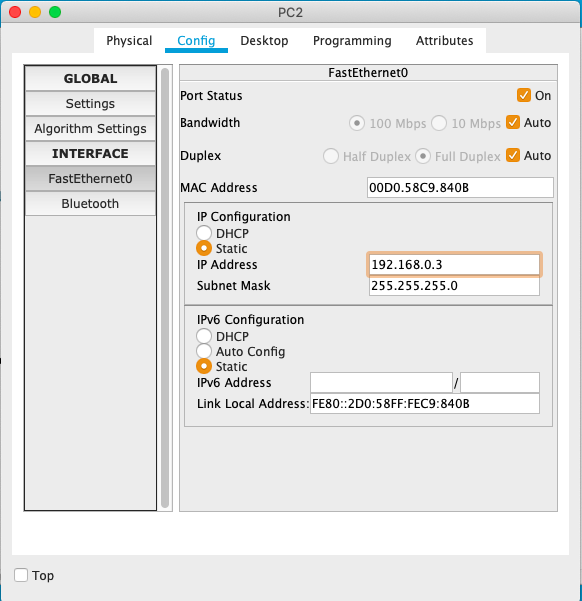 PC2
Physical Config Desktop Programming Attributes
GLOBAL
Settings
Algorithm Settings
INTERFACE
FastEthernet0
Bluetooth
FastEthernet0
Port Status On
Bandwidth 100 Mbps 10 Mbps Auto
Duplex Half Duplex Full Duplex Auto
MAC Address 00D0.58C9.840B
IP Configuration
DHCP
Static
IP Address 192.168.0.3
Subnet Mask 255.255.255.0
IPv6 Configuration
DHCP
Auto Config
Static
IPv6 Address /
Link Local Address: FE80::2D0:58FF:FEC9:840B
Top